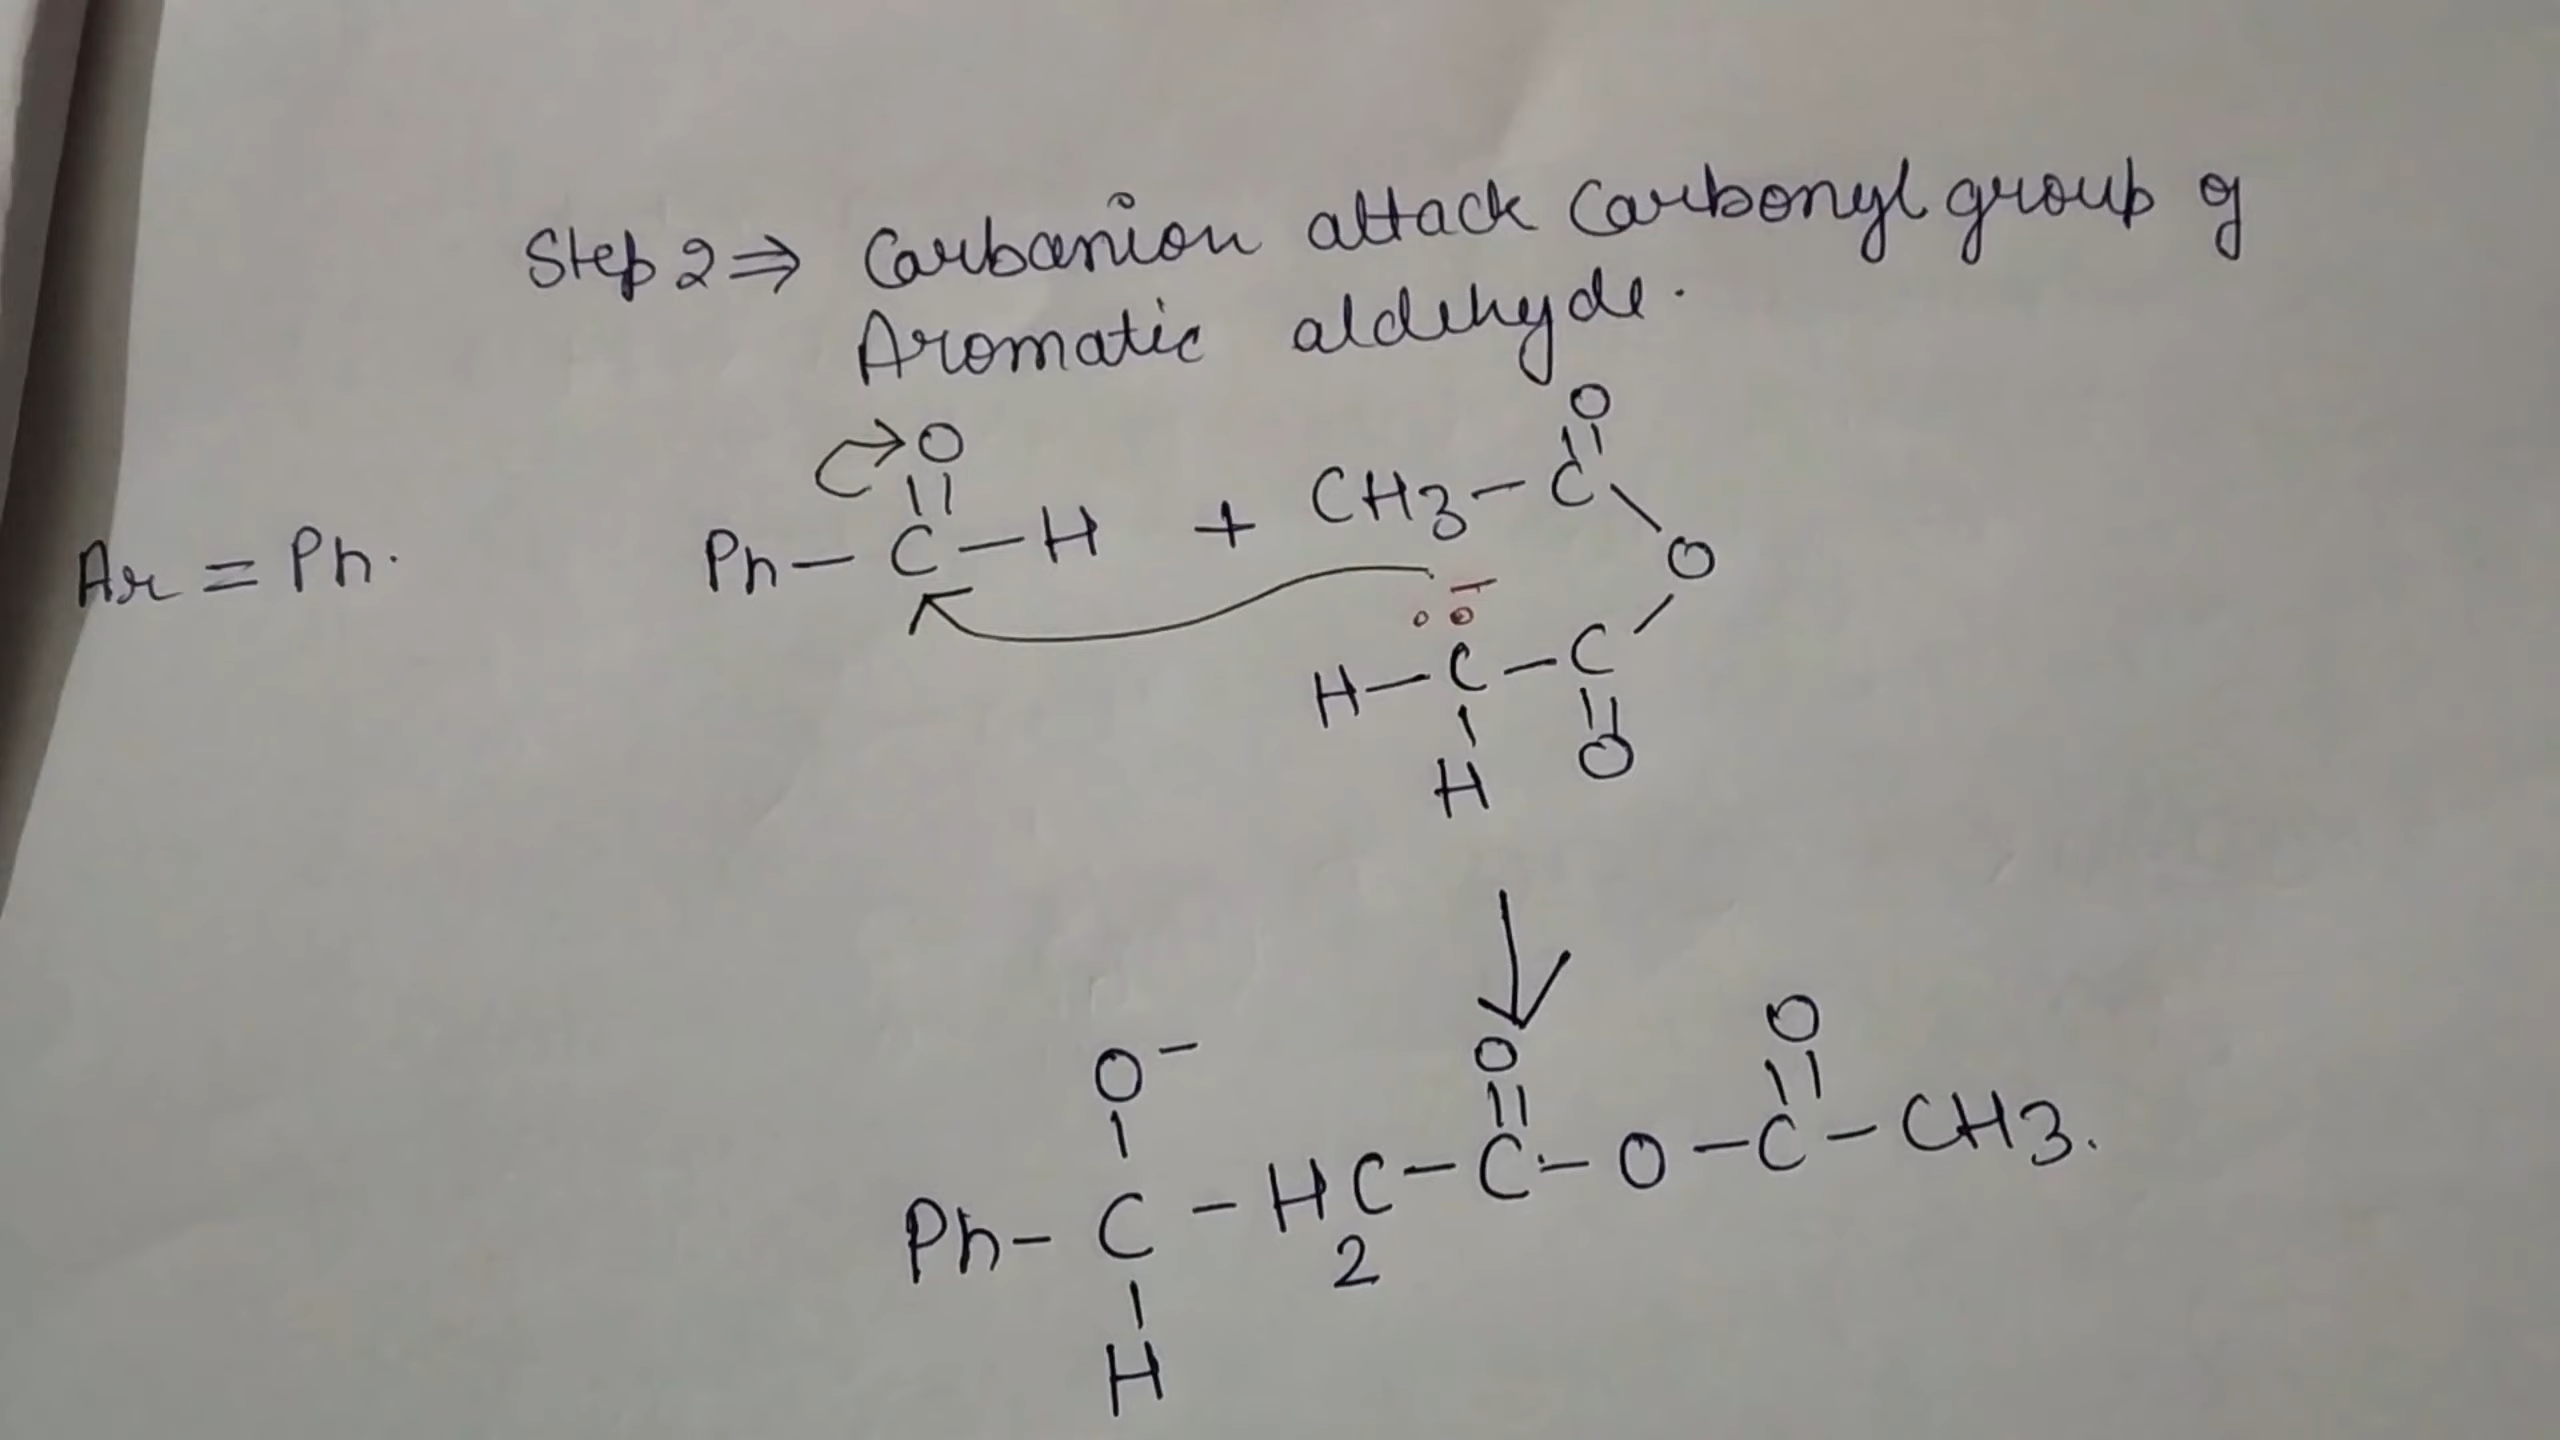 Step 2 ⇒ Carbanion attack Carbonyl group of
Aromatic aldehyde.
O O
|| ||
Ar = Ph. Ph – C – H + CH3 – C
\
O
– /
H – C – C
| ||
H O
↓
O– O O
| || ||
Ph – C – H2C – C – O – C – CH3.
|
H